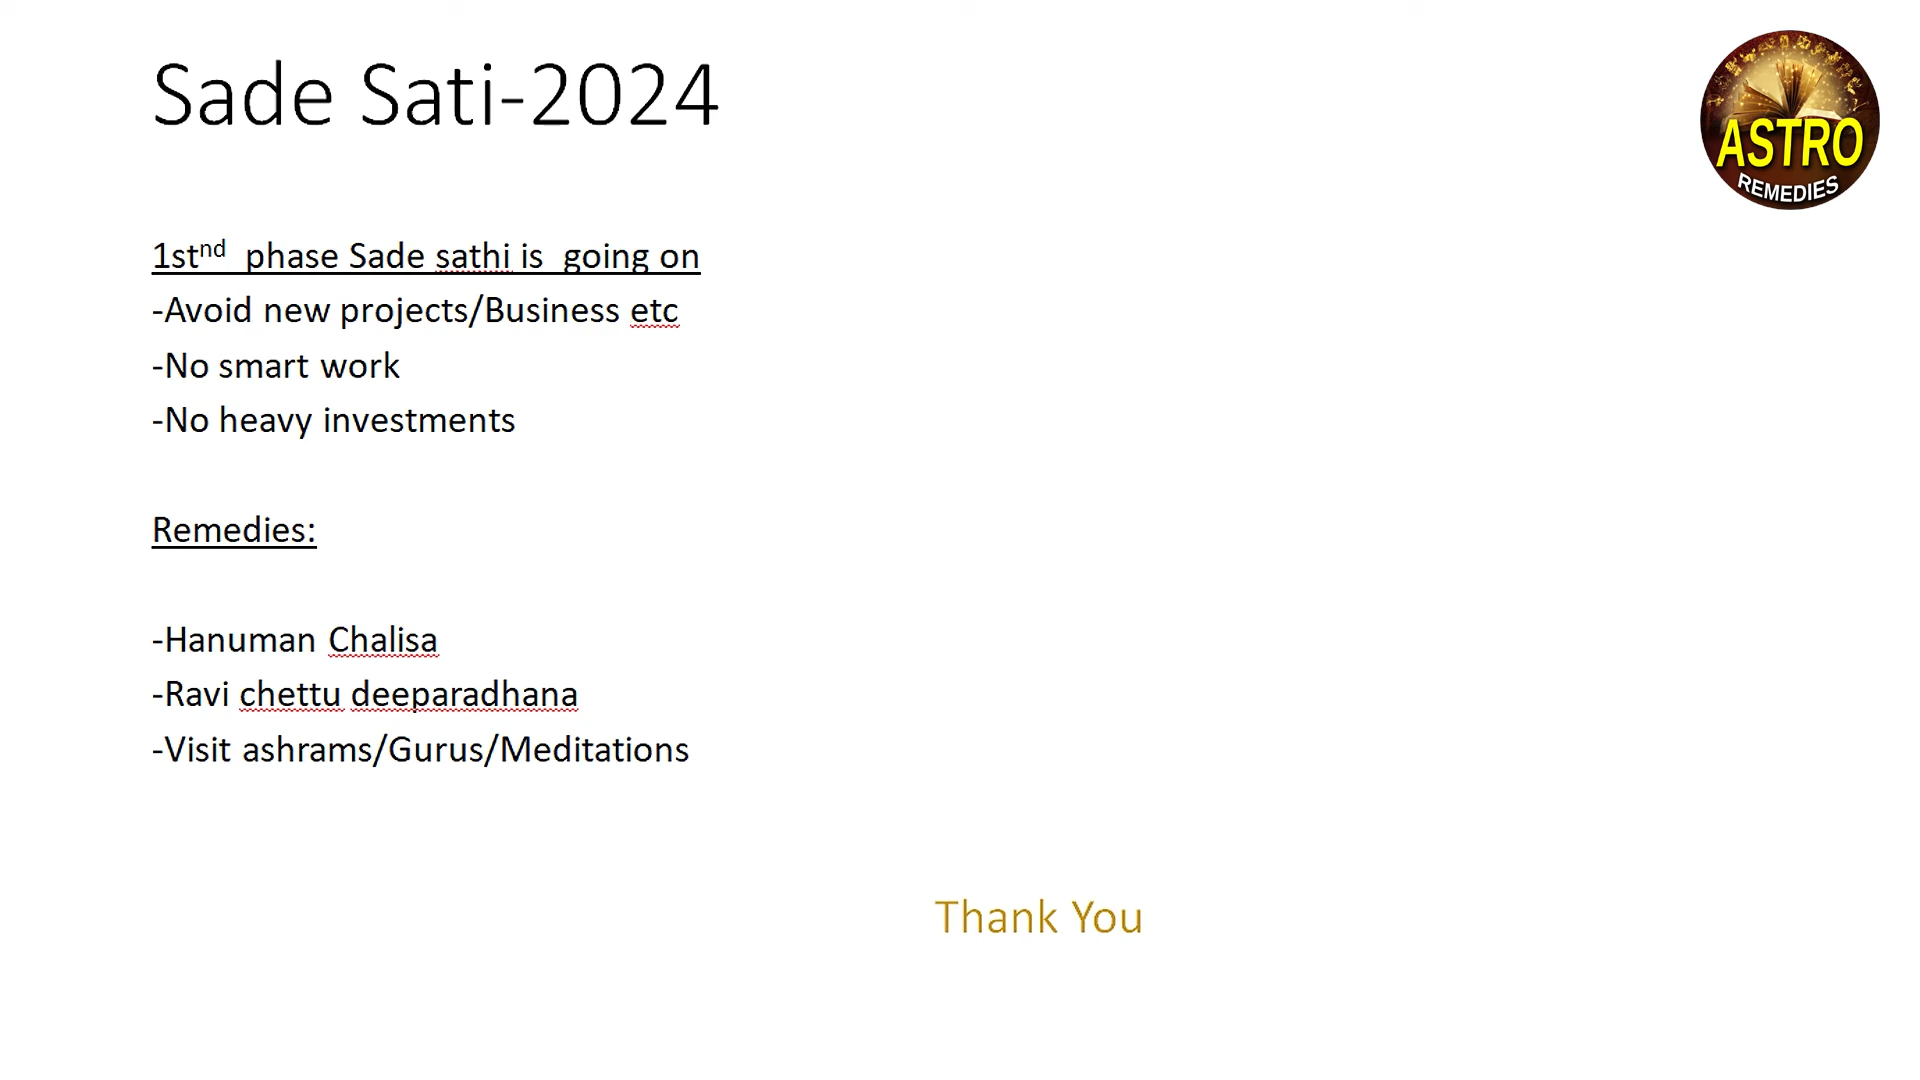 Sade Sati-2024
ASTRO
REMEDIES
1stnd phase Sade sathi is going on
-Avoid new projects/Business etc
-No smart work
-No heavy investments
Remedies:
-Hanuman Chalisa
-Ravi chettu deeparadhana
-Visit ashrams/Gurus/Meditations
Thank You